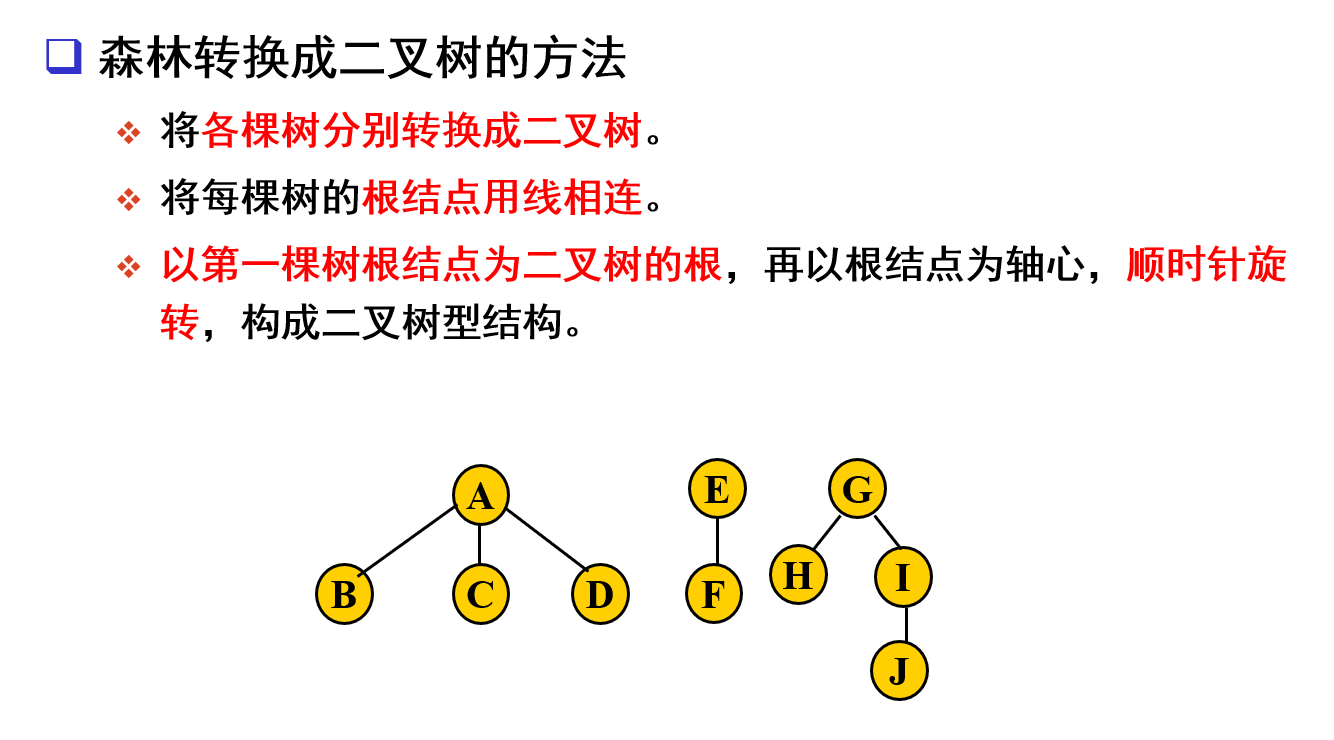 森林转换成二叉树的方法
将各棵树分别转换成二叉树。
将每棵树的根结点用线相连。
以第一棵树根结点为二叉树的根，再以根结点为轴心，顺时针旋
转，构成二叉树型结构。
A
E
G
B
C
D
F
H
I
J